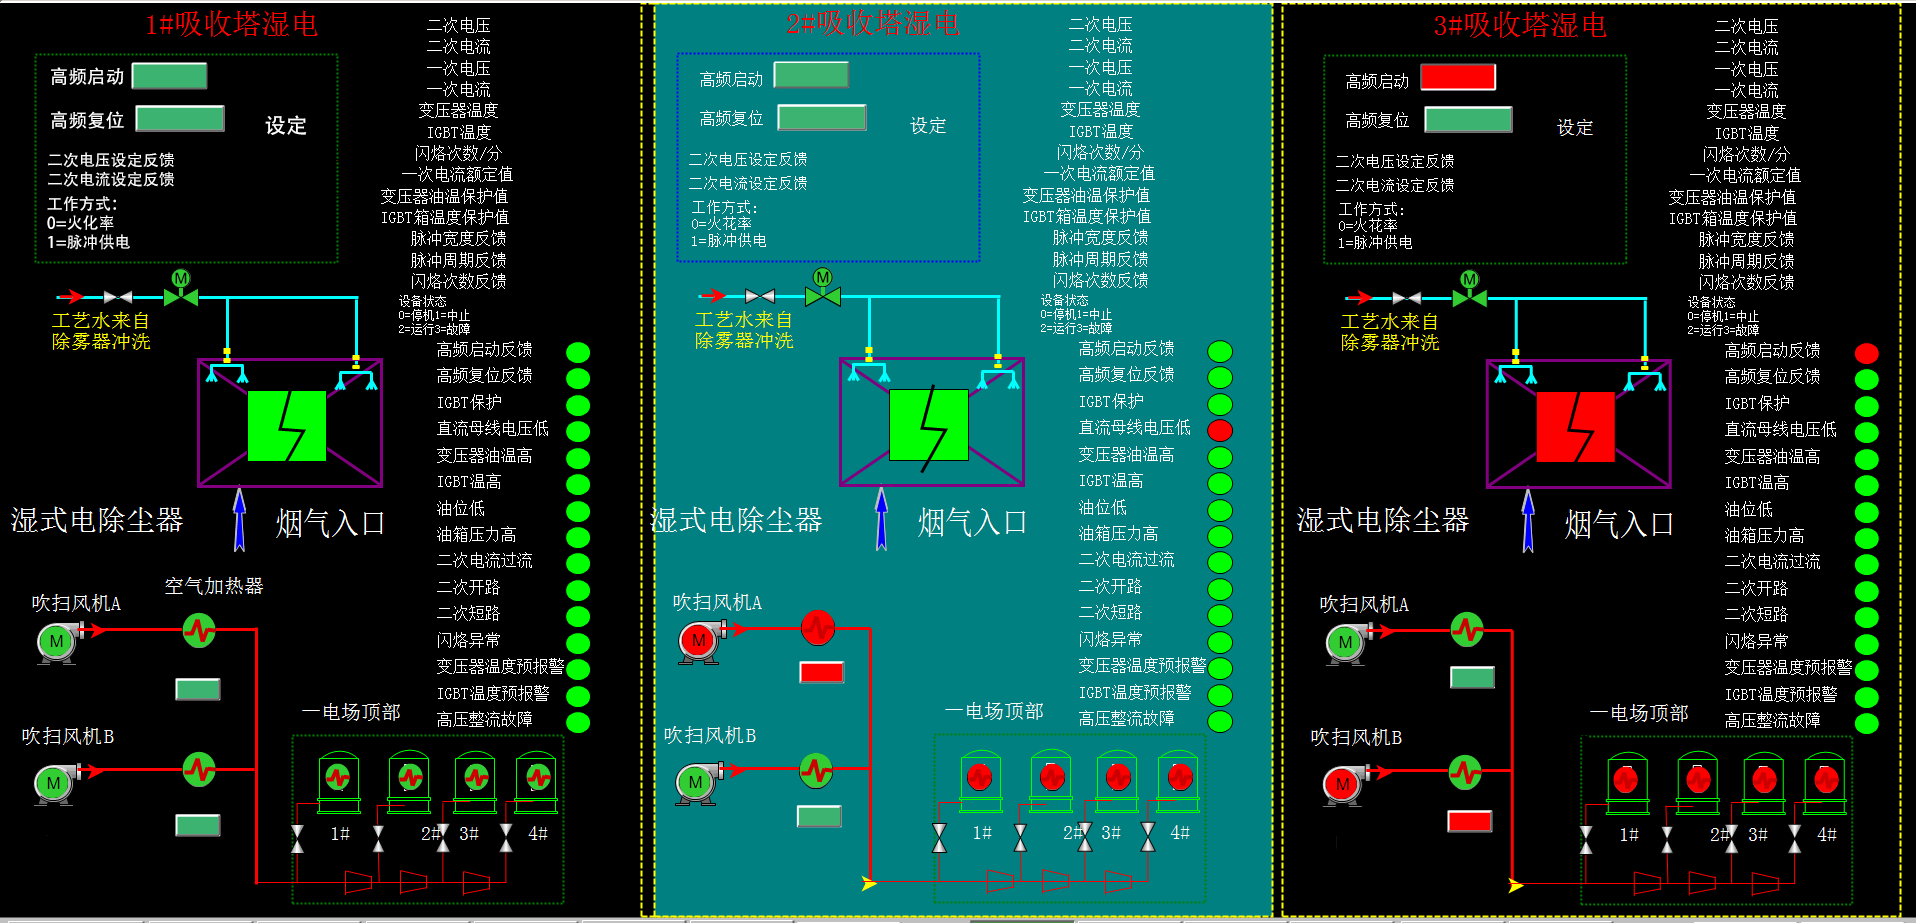 1#吸收塔湿电
高频启动
高频复位
设定
二次电压设定反馈
二次电流设定反馈
工作方式:
0=火化率
1=脉冲供电
二次电压
二次电流
一次电压
一次电流
变压器温度
IGBT温度
闪烙次数/分
一次电流额定值
变压器油温保护值
IGBT箱温度保护值
脉冲宽度反馈
脉冲周期反馈
闪烙次数反馈
设备状态
0=停机1=中止
2=运行3=故障
高频启动反馈
高频复位反馈
IGBT保护
直流母线电压低
变压器油温高
IGBT温高
油位低
油箱压力高
二次电流过流
二次开路
二次短路
闪烙异常
变压器温度预报警
IGBT温度预报警
高压整流故障
M
工艺水来自
除雾器冲洗
湿式电除尘器
烟气入口
空气加热器
吹扫风机A
M
吹扫风机B
M
一电场顶部
1#
2#
3#
4#
2#吸收塔湿电
高频启动
高频复位
设定
二次电压设定反馈
二次电流设定反馈
工作方式:
0=火花率
1=脉冲供电
二次电压
二次电流
一次电压
一次电流
变压器温度
IGBT温度
闪烙次数/分
一次电流额定值
变压器油温保护值
IGBT箱温度保护值
脉冲宽度反馈
脉冲周期反馈
闪烙次数反馈
设备状态
0=停机1=中止
2=运行3=故障
高频启动反馈
高频复位反馈
IGBT保护
直流母线电压低
变压器油温高
IGBT温高
油位低
油箱压力高
二次电流过流
二次开路
二次短路
闪烙异常
变压器温度预报警
IGBT温度预报警
高压整流故障
M
工艺水来自
除雾器冲洗
湿式电除尘器
烟气入口
吹扫风机A
M
吹扫风机B
M
一电场顶部
1#
2#
3#
4#
3#吸收塔湿电
高频启动
高频复位
设定
二次电压设定反馈
二次电流设定反馈
工作方式:
0=火花率
1=脉冲供电
二次电压
二次电流
一次电压
一次电流
变压器温度
IGBT温度
闪烙次数/分
一次电流额定值
变压器油温保护值
IGBT箱温度保护值
脉冲宽度反馈
脉冲周期反馈
闪烙次数反馈
设备状态
0=停机1=中止
2=运行3=故障
高频启动反馈
高频复位反馈
IGBT保护
直流母线电压低
变压器油温高
IGBT温高
油位低
油箱压力高
二次电流过流
二次开路
二次短路
闪烙异常
变压器温度预报警
IGBT温度预报警
高压整流故障
M
工艺水来自
除雾器冲洗
湿式电除尘器
烟气入口
吹扫风机A
M
吹扫风机B
M
一电场顶部
1#
2#
3#
4#